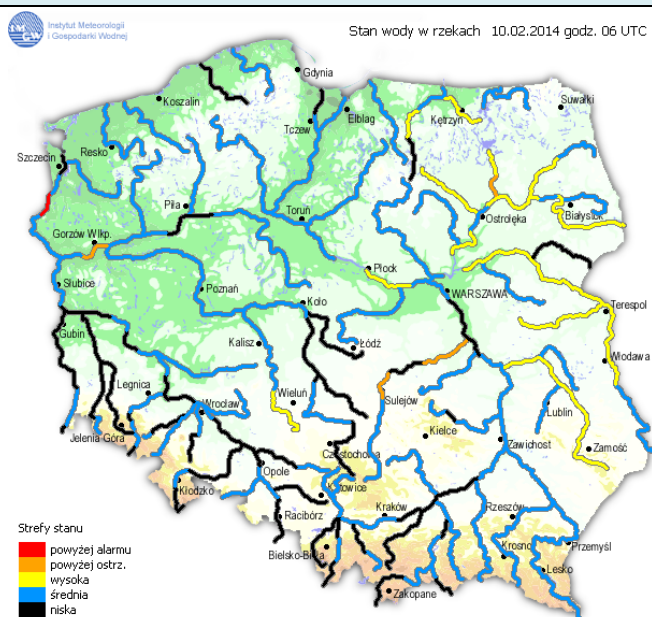 Instytut Meteorologii
i Gospodarki Wodnej
Stan wody w rzekach 10.02.2014 godz. 06 UTC
Gdynia
Koszalin
Suwałki
Elbląg
Kętrzyn
Tczew
Resko
Szczecin
Piła
Toruń
Ostrołęka
Białystok
Gorzów Wlkp.
Płock
Słubice
Poznań
WARSZAWA
Koło
Terespol
Gubin
Kalisz
Łódź
Włodawa
Legnica
Wieluń
Wrocław
Sulejów
Lublin
Jelenia Góra
Kielce
Zawichost
Zamość
Częstochowa
Opole
Kłodzko
Katowice
Racibórz
Kraków
Rzeszów
Bielsko-Biała
Krosno
Przemyśl
Lesko
Zakopane
Strefy stanu
powyżej alarmu
powyżej ostrz.
wysoka
średnia
niska